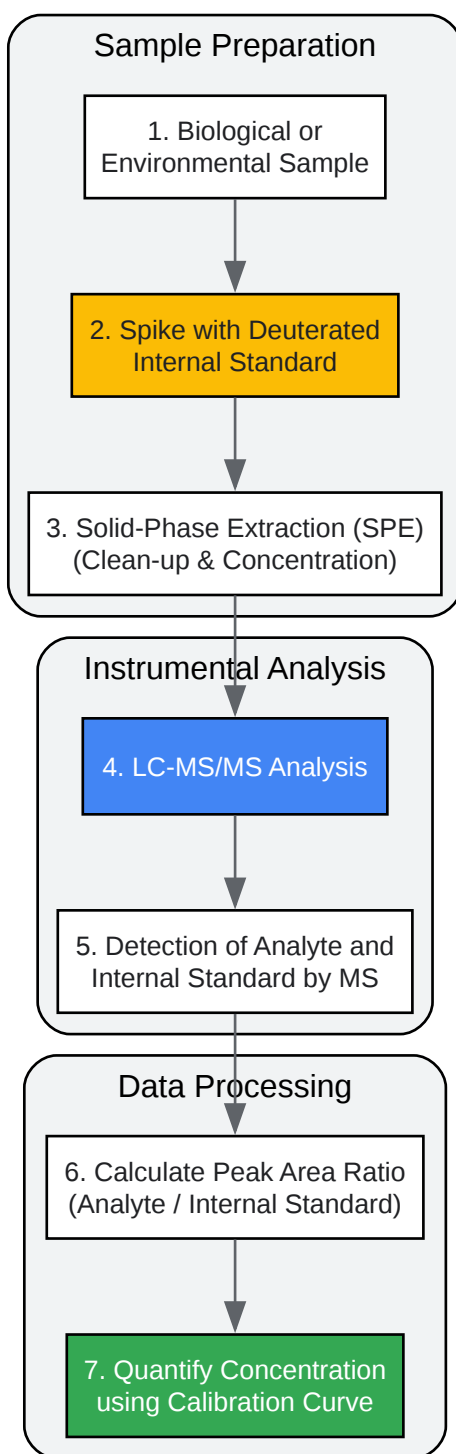 Sample Preparation
1. Biological or
Environmental Sample
2. Spike with Deuterated
Internal Standard
3. Solid-Phase Extraction (SPE)
(Clean-up & Concentration)
Instrumental Analysis
4. LC-MS/MS Analysis
5. Detection of Analyte and
Internal Standard by MS
Data Processing
6. Calculate Peak Area Ratio
(Analyte / Internal Standard)
7. Quantify Concentration
using Calibration Curve